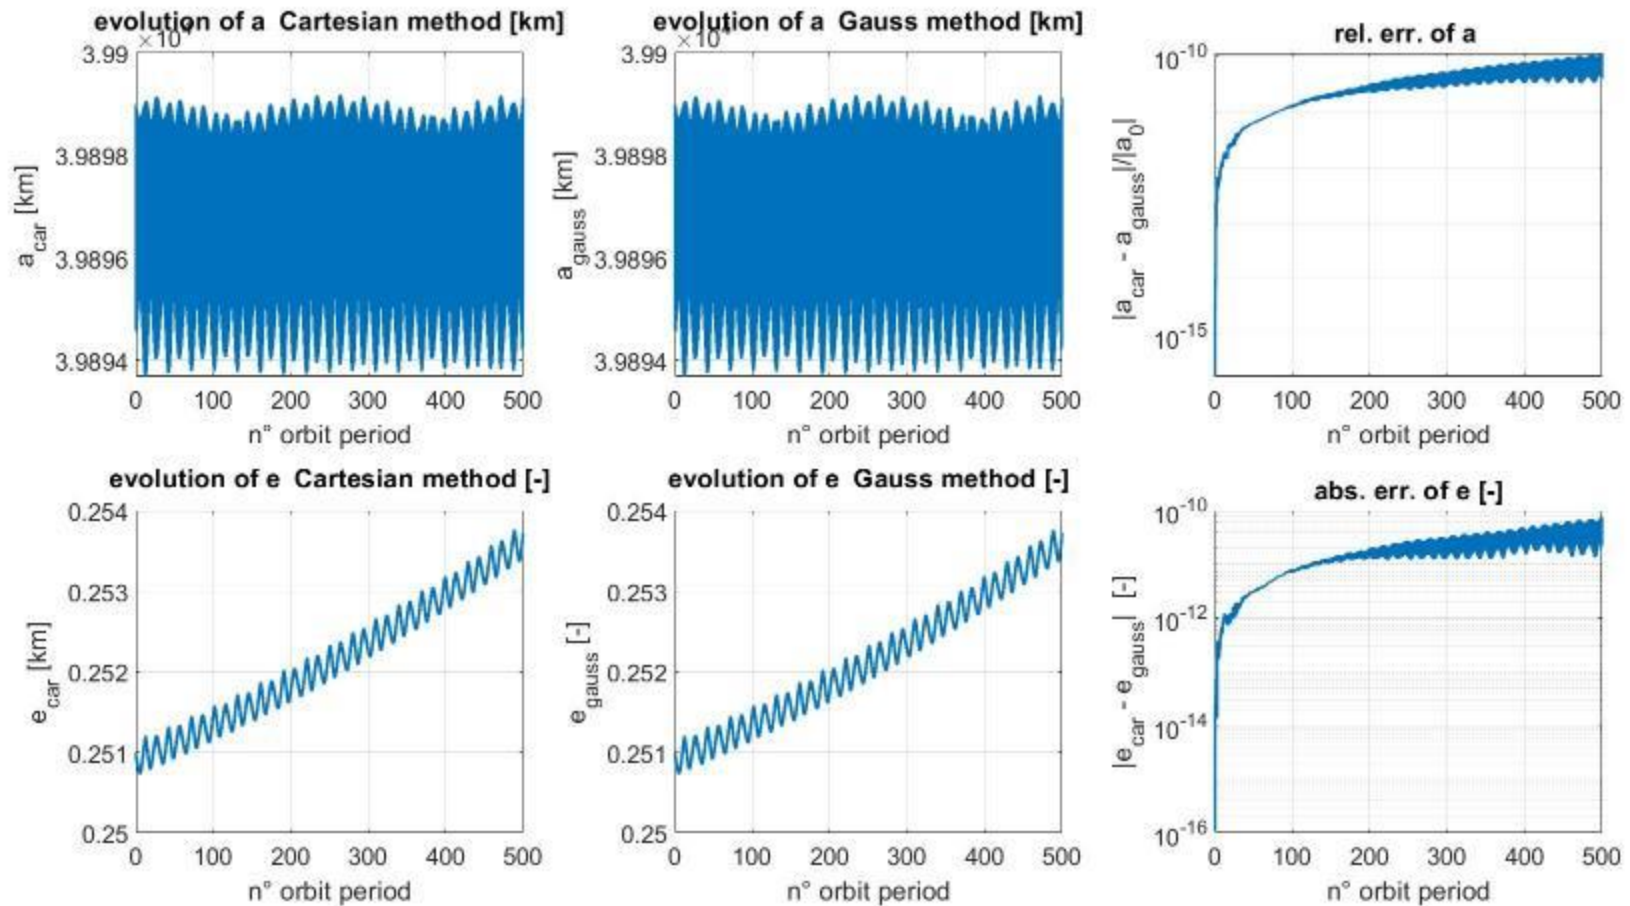 evolution of a Cartesian method [km]
×10
3.99
3.9898
3.9896
3.9894
a_car [km]
0 100 200 300 400 500
n° orbit period
evolution of a Gauss method [km]
×10
3.99
3.9898
3.9896
3.9894
a_gauss [km]
0 100 200 300 400 500
n° orbit period
rel. err. of a
10^-10
10^-15
|a_car - a_gauss|/|a_0|
0 100 200 300 400 500
n° orbit period
evolution of e Cartesian method [-]
0.254
0.253
0.252
0.251
0.25
e_car [km]
0 100 200 300 400 500
n° orbit period
evolution of e Gauss method [-]
0.254
0.253
0.252
0.251
0.25
e_gauss [-]
0 100 200 300 400 500
n° orbit period
abs. err. of e [-]
10^-10
10^-12
10^-14
10^-16
|e_car - e_gauss| [-]
0 100 200 300 400 500
n° orbit period